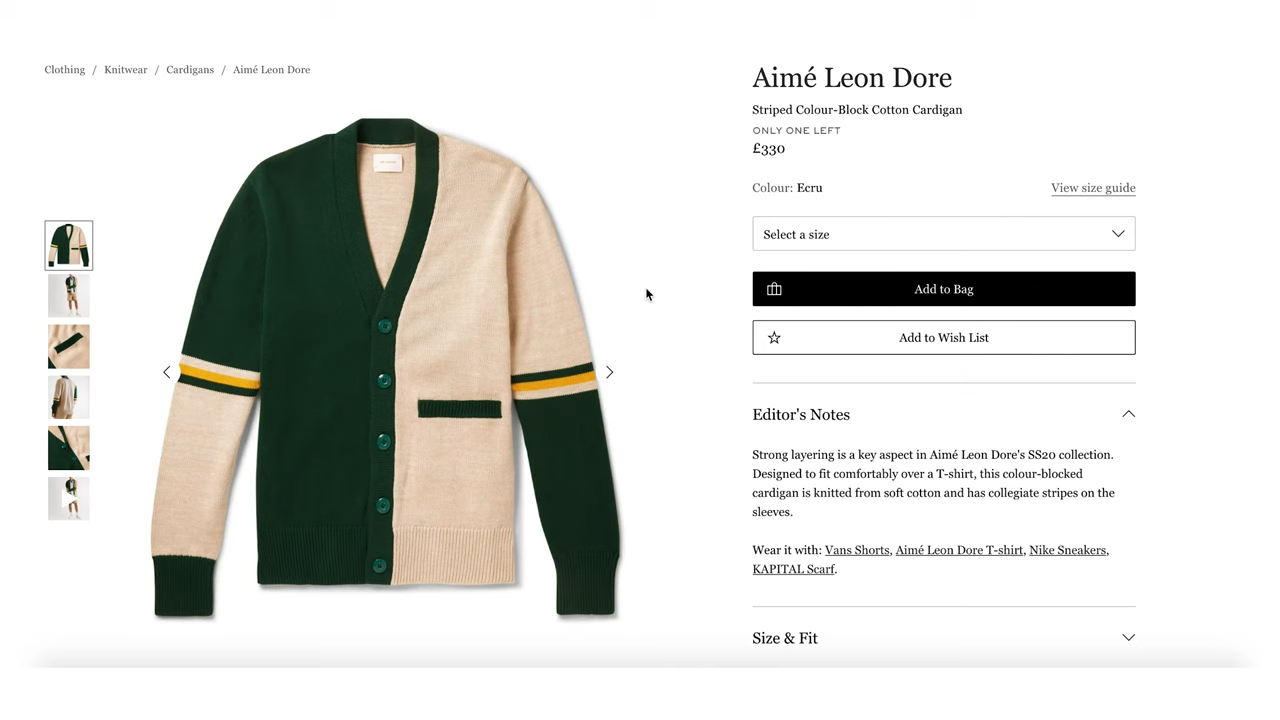 Clothing / Knitwear / Cardigans / Aimé Leon Dore
Aimé Leon Dore
Striped Colour-Block Cotton Cardigan
ONLY ONE LEFT
£330
Colour: Ecru
View size guide
Select a size
Add to Bag
Add to Wish List
Editor's Notes
Strong layering is a key aspect in Aimé Leon Dore's SS20 collection.
Designed to fit comfortably over a T-shirt, this colour-blocked
cardigan is knitted from soft cotton and has collegiate stripes on the
sleeves.
Wear it with: Vans Shorts, Aimé Leon Dore T-shirt, Nike Sneakers,
KAPITAL Scarf.
Size & Fit